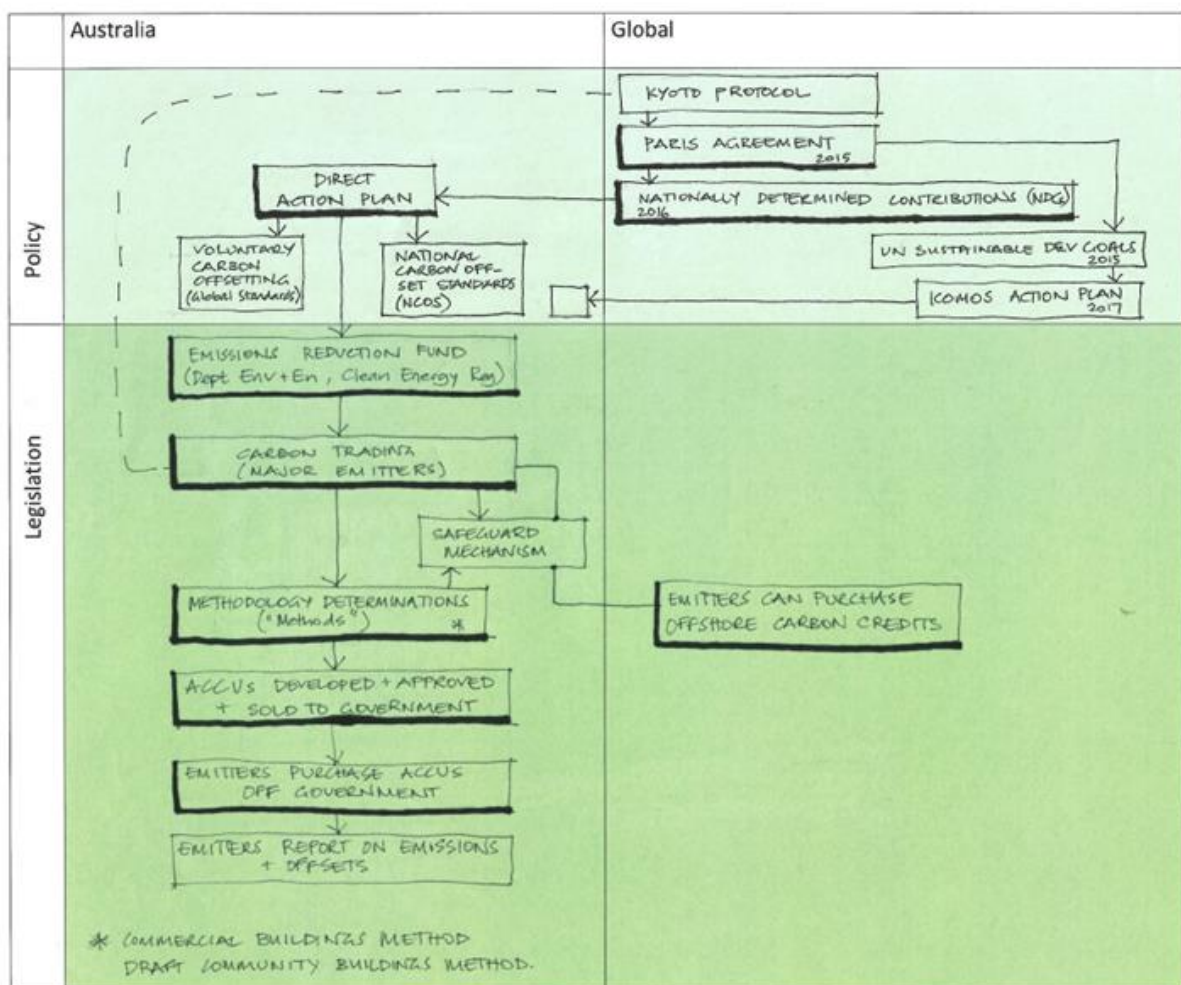 Australia
Global
Policy
KYOTO PROTOCOL
PARIS AGREEMENT
2015
DIRECT
ACTION PLAN
NATIONALLY DETERMINED CONTRIBUTIONS (NDCs)
2016
VOLUNTARY
CARBON
OFFSETTING
(Global Standards)
NATIONAL
CARBON OFF-
SET STANDARDS
(NCOS)
UN SUSTAINABLE DEV GOALS
2015
ICOMOS ACTION PLAN
2017
Legislation
EMISSIONS REDUCTION FUND
(Dept Env + En, Clean Energy Reg)
CARBON TRADING
(MAJOR EMITTERS)
SAFEGUARD
MECHANISM
METHODOLOGY DETERMINATIONS
("Methods") *
EMITTERS CAN PURCHASE
OFFSHORE CARBON CREDITS
ACCUs DEVELOPED + APPROVED
+ SOLD TO GOVERNMENT
EMITTERS PURCHASE ACCUs
OFF GOVERNMENT
EMITTERS REPORT ON EMISSIONS
+ OFFSETS
* COMMERCIAL BUILDINGS METHOD
DRAFT COMMUNITY BUILDINGS METHOD.